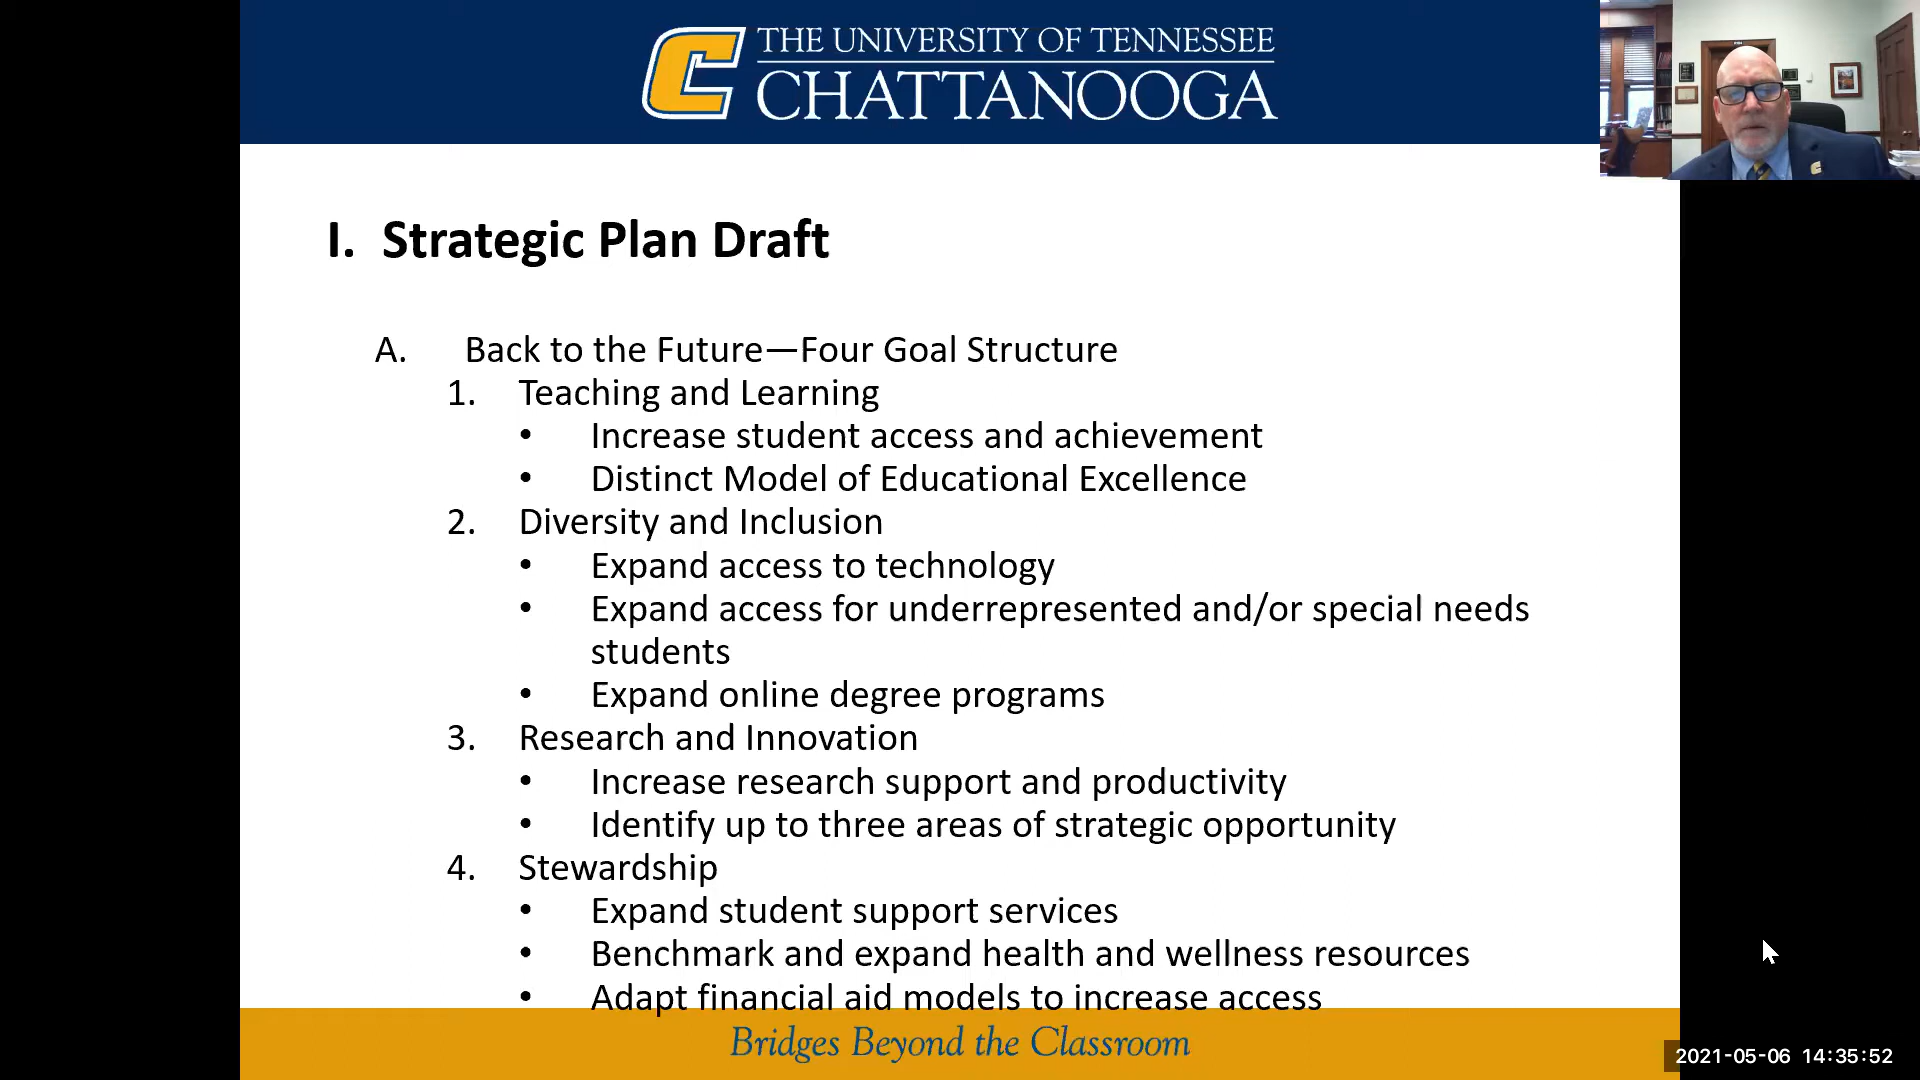 THE UNIVERSITY OF TENNESSEE
CHATTANOOGA
I. Strategic Plan Draft
A. Back to the Future—Four Goal Structure
1. Teaching and Learning
• Increase student access and achievement
• Distinct Model of Educational Excellence
2. Diversity and Inclusion
• Expand access to technology
• Expand access for underrepresented and/or special needs
students
• Expand online degree programs
3. Research and Innovation
• Increase research support and productivity
• Identify up to three areas of strategic opportunity
4. Stewardship
• Expand student support services
• Benchmark and expand health and wellness resources
• Adapt financial aid models to increase access
Bridges Beyond the Classroom
2021-05-06 14:35:52